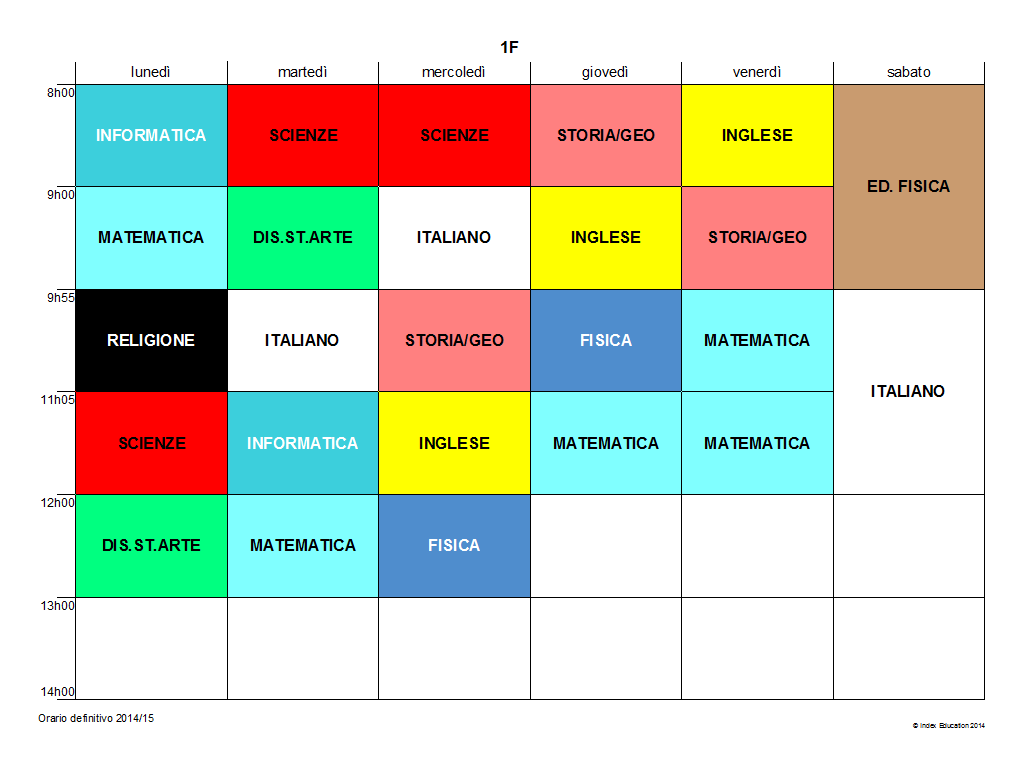 1F
lunedì martedì mercoledì giovedì venerdì sabato
8h00
INFORMATICA SCIENZE SCIENZE STORIA/GEO INGLESE
ED. FISICA
9h00
MATEMATICA DIS.ST.ARTE ITALIANO INGLESE STORIA/GEO
9h55
RELIGIONE ITALIANO STORIA/GEO FISICA MATEMATICA
ITALIANO
11h05
SCIENZE INFORMATICA INGLESE MATEMATICA MATEMATICA
12h00
DIS.ST.ARTE MATEMATICA FISICA
13h00
14h00
Orario definitivo 2014/15
© Index Education 2014